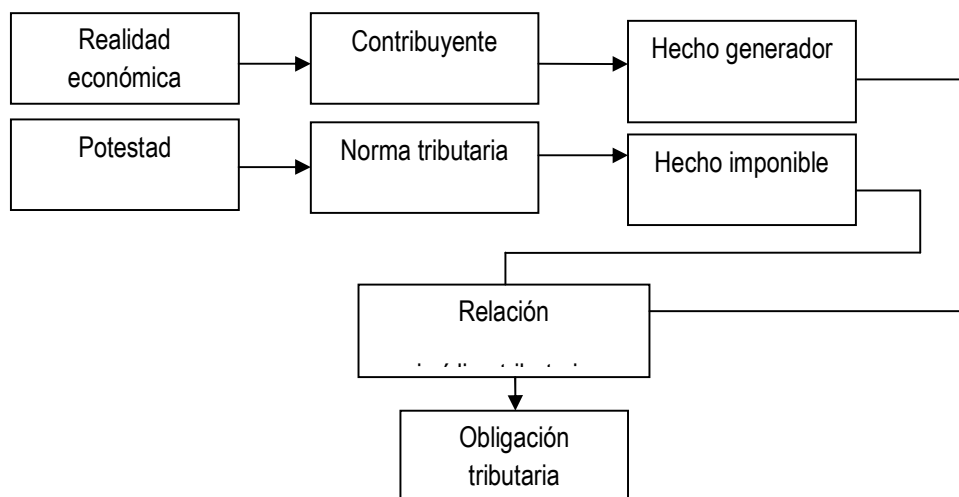 Realidad
económica
Contribuyente
Hecho generador
Potestad
Norma tributaria
Hecho imponible
Relación
Obligación
tributaria